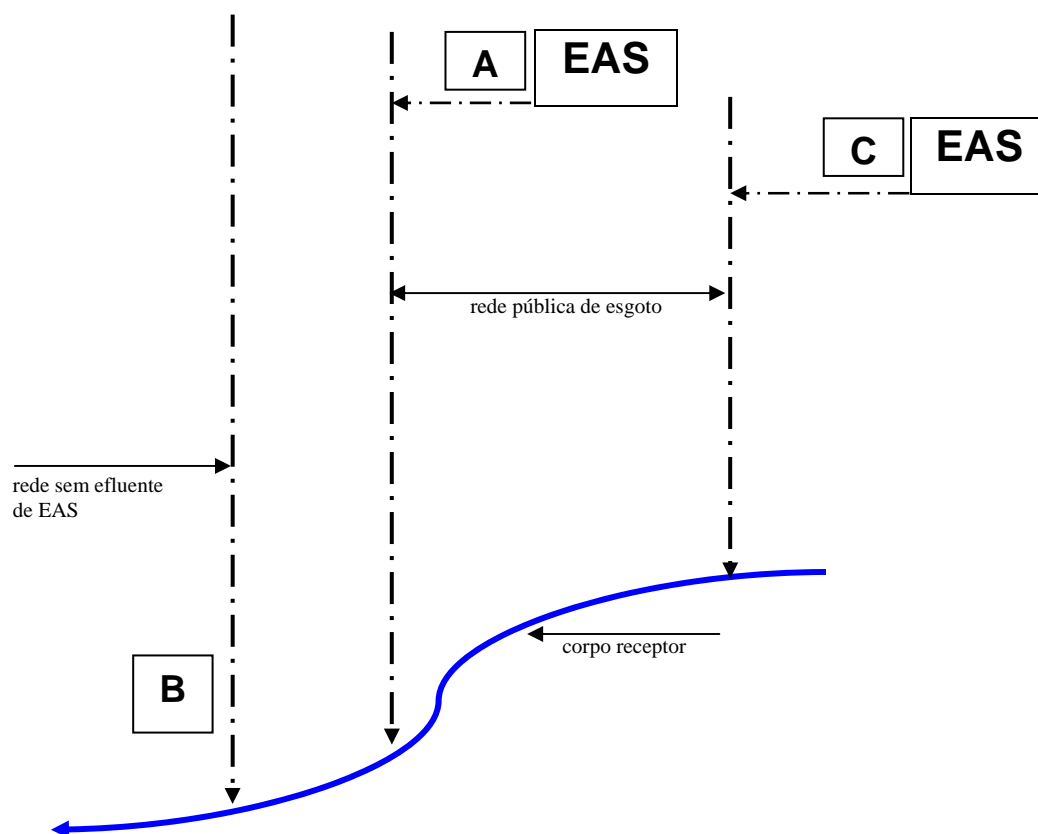 A
EAS
C
EAS
rede pública de esgoto
rede sem efluente
de EAS
corpo receptor
B